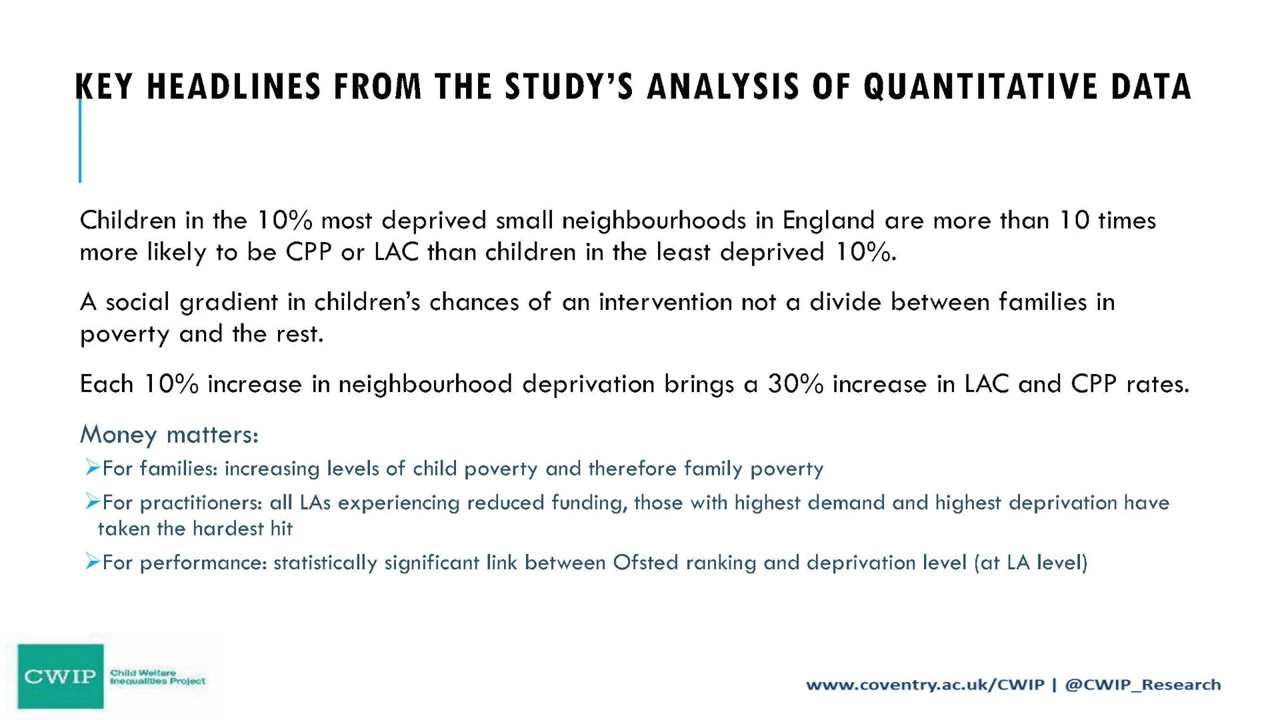 KEY HEADLINES FROM THE STUDY'S ANALYSIS OF QUANTITATIVE DATA
Children in the 10% most deprived small neighbourhoods in England are more than 10 times
more likely to be CPP or LAC than children in the least deprived 10%.
A social gradient in children's chances of an intervention not a divide between families in
poverty and the rest.
Each 10% increase in neighbourhood deprivation brings a 30% increase in LAC and CPP rates.
Money matters:
➢For families: increasing levels of child poverty and therefore family poverty
➢For practitioners: all LAs experiencing reduced funding, those with highest demand and highest deprivation have
taken the hardest hit
➢For performance: statistically significant link between Ofsted ranking and deprivation level (at LA level)
CWIP
Child Welfare
Inequalities Project
www.coventry.ac.uk/CWIP | @CWIP_Research